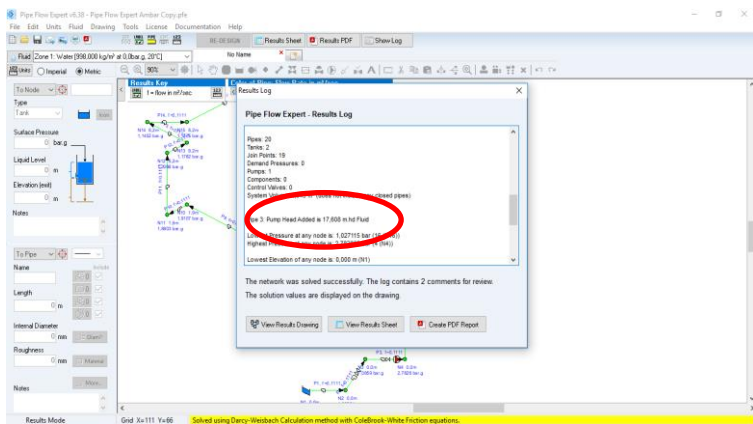 Pipe Flow Expert v6.38 - Pipe Flow Expert Ambar Copy.pfe
File Edit Units Fluid Drawing Tools License Documentation Help
RE-DESIGN Results Sheet Results PDF Show Log
Fluid Zone 1: Water (998,000 kg/m³ at 0,0bar.g, 20°C) No Name
Units Imperial Metric 90%
To Node
Type
Tank
Surface Pressure
0 bar.g
Liquid Level
0 m
Elevation (exit)
0 m
Notes
To Pipe
Name
Length
0 m
Internal Diameter
0 mm
Roughness
0 mm Material
More..
Notes
Results Key
f = flow in m³/sec
Results Log
Pipe Flow Expert - Results Log
Pipes: 20
Tanks: 2
Join Points: 19
Demand Pressures: 0
Pumps: 1
Components: 0
Control Valves: 0
closed pipes)
Pipe 3: Pump Head Added is 17,608 m.hd Fluid
Lowest Pressure at any node is: 1,027115 bar
Highest
Lowest Elevation of any node is: 0,000 m (N1)
The network was solved successfully. The log contains 2 comments for review.
The solution values are displayed on the drawing.
View Results Drawing View Results Sheet Create PDF Report
Results Mode Grid X=111 Y=66 Solved using Darcy-Weisbach Calculation method with ColeBrook-White Friction equations.